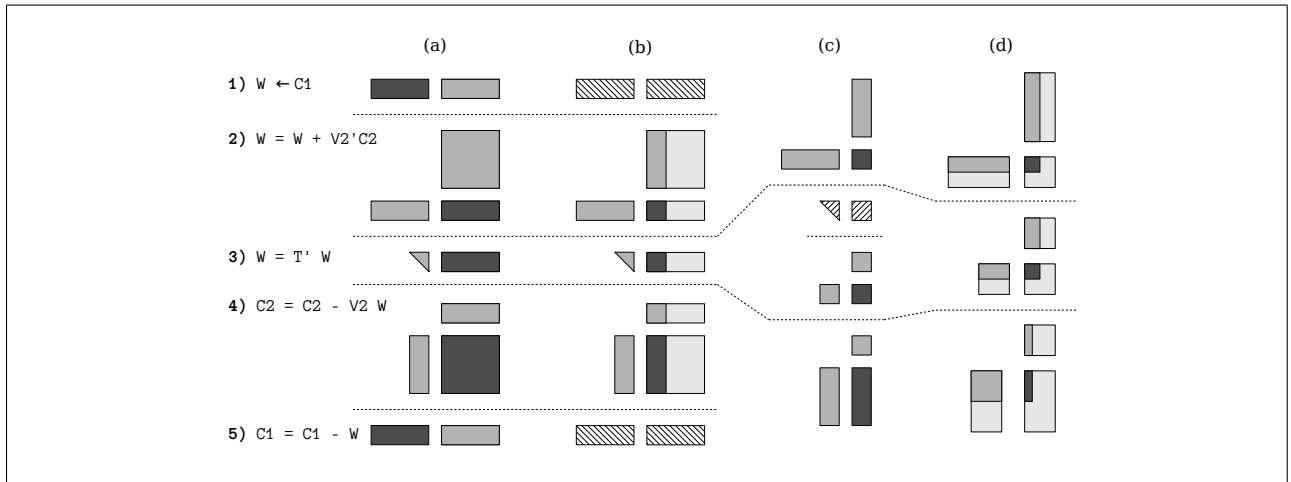 (a) (b) (c) (d)
1) W ← C1
2) W = W + V2'C2
3) W = T' W
4) C2 = C2 - V2 W
5) C1 = C1 - W